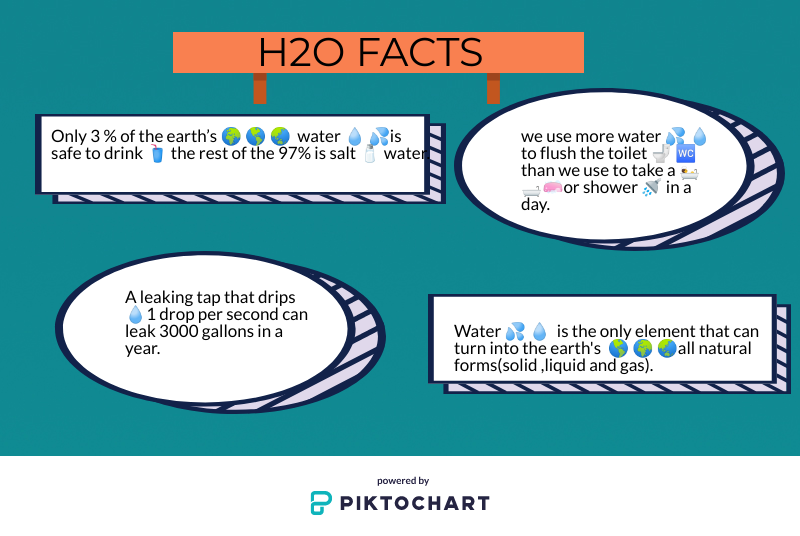 H2O FACTS
Only 3 % of the earth's 🌍 🌎 🌏 water 💧 💦is
safe to drink 🥤 the rest of the 97% is salt 🧂 water
we use more water 💦 💧
to flush the toilet 🚽 🚾
than we use to take a 🛀
🛁 🧼or shower 🚿 in a
day.
A leaking tap that drips
💧1 drop per second can
leak 3000 gallons in a
year.
Water 💦 💧 is the only element that can
turn into the earth's 🌎 🌍 🌏all natural
forms(solid ,liquid and gas).
powered by
PIKTOCHART